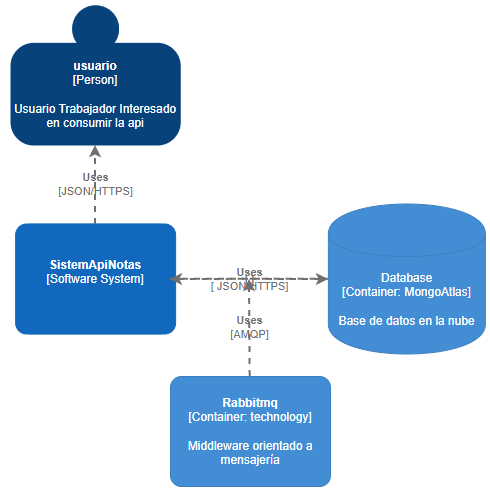 usuario
[Person]
Usuario Trabajador Interesado
en consumir la api
Uses
[JSON/HTTPS]
SistemApiNotas
[Software System]
Uses
[ JSON/HTTPS]
Database
[Container: MongoAtlas]
Base de datos en la nube
Uses
[AMQP]
Rabbitmq
[Container: technology]
Middleware orientado a
mensajería